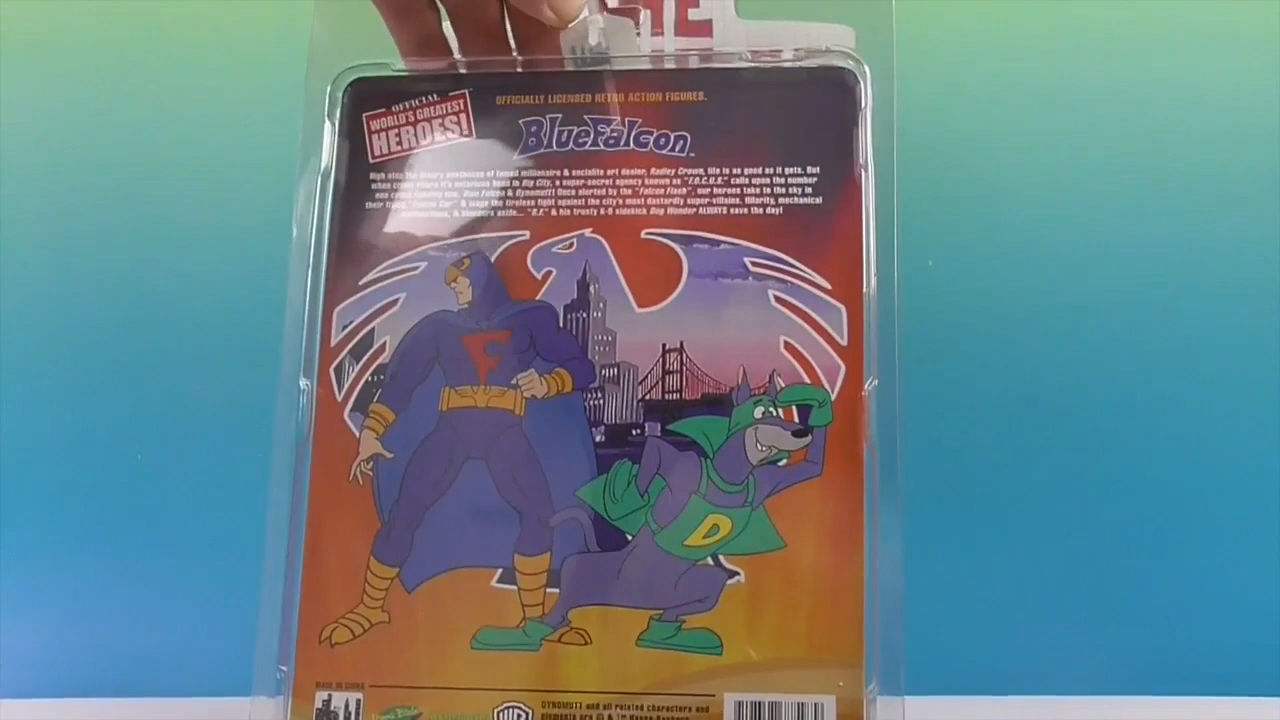 OFFICIALLY LICENSED RETRO ACTION FIGURES.
OFFICIAL
WORLD'S GREATEST
HEROES!
BlueFalcon
High atop the luxury penthouse of famed millionaire & socialite art dealer, Radley Crown, life is as good as it gets. But
when crime rears it's notorious head in Big City, a super-secret agency known as "F.O.C.U.S." calls upon the number
one crime fighting duo, Blue Falcon & Dynomutt! Once alerted by the "Falcon Flash", our heroes take to the sky in
their flying "Falcon Car" & wage the tireless fight against the city's most dastardly super-villains. Hilarity, mechanical
& blunders aside... "B.F." & his trusty K-9 sidekick Dog Wonder ALWAYS save the day!
F
D
MADE IN CHINA
DYNOMUTT and all related characters and
elements are © & ™ Hanna-Barbera